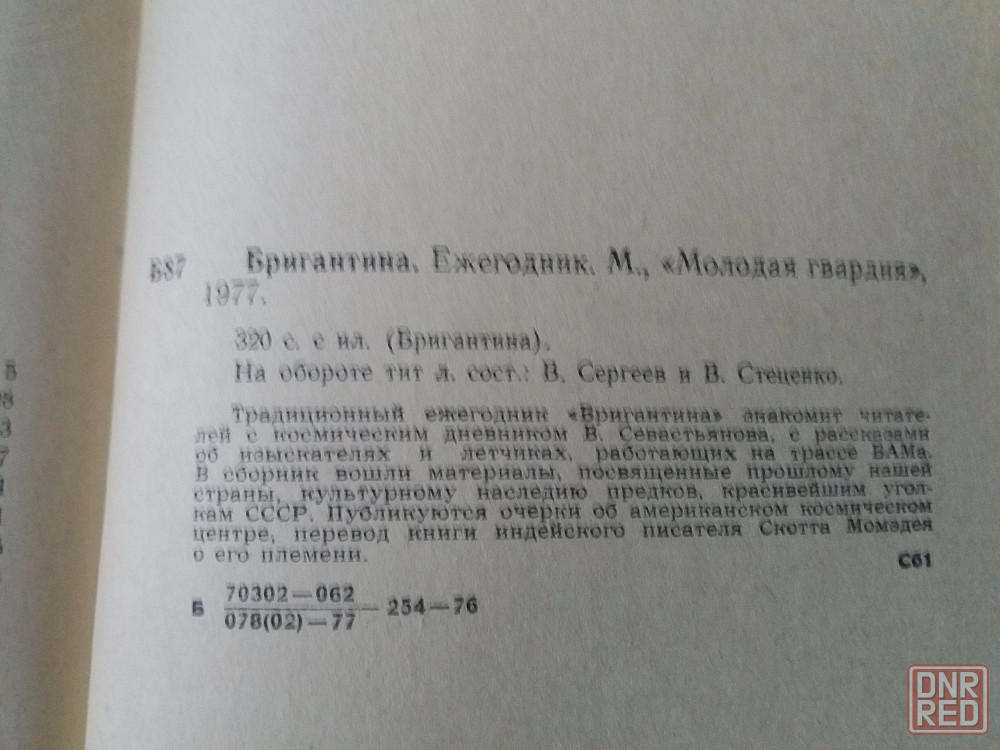 Б87 Бригантина. Ежегодник. М., «Молодая гвардия»,
1977.
320 с. с ил. (Бригантина).
На обороте тит л. сост.: В. Сергеев и В. Стеценко.
Традиционный ежегодник «Бригантина» знакомит читате-
лей с космическим дневником В. Севастьянова, с рассказами
об изыскателях и летчиках, работающих на трассе БАМа.
В сборник вошли материалы, посвященные прошлому нашей
страны, культурному наследию предков, красивейшим угол-
кам СССР. Публикуются очерки об американском космическом
центре, перевод книги индейского писателя Скотта Момэдея
о его племени.
С61
Б 70302—062
078(02)—77 — 254—76
DNR
RED